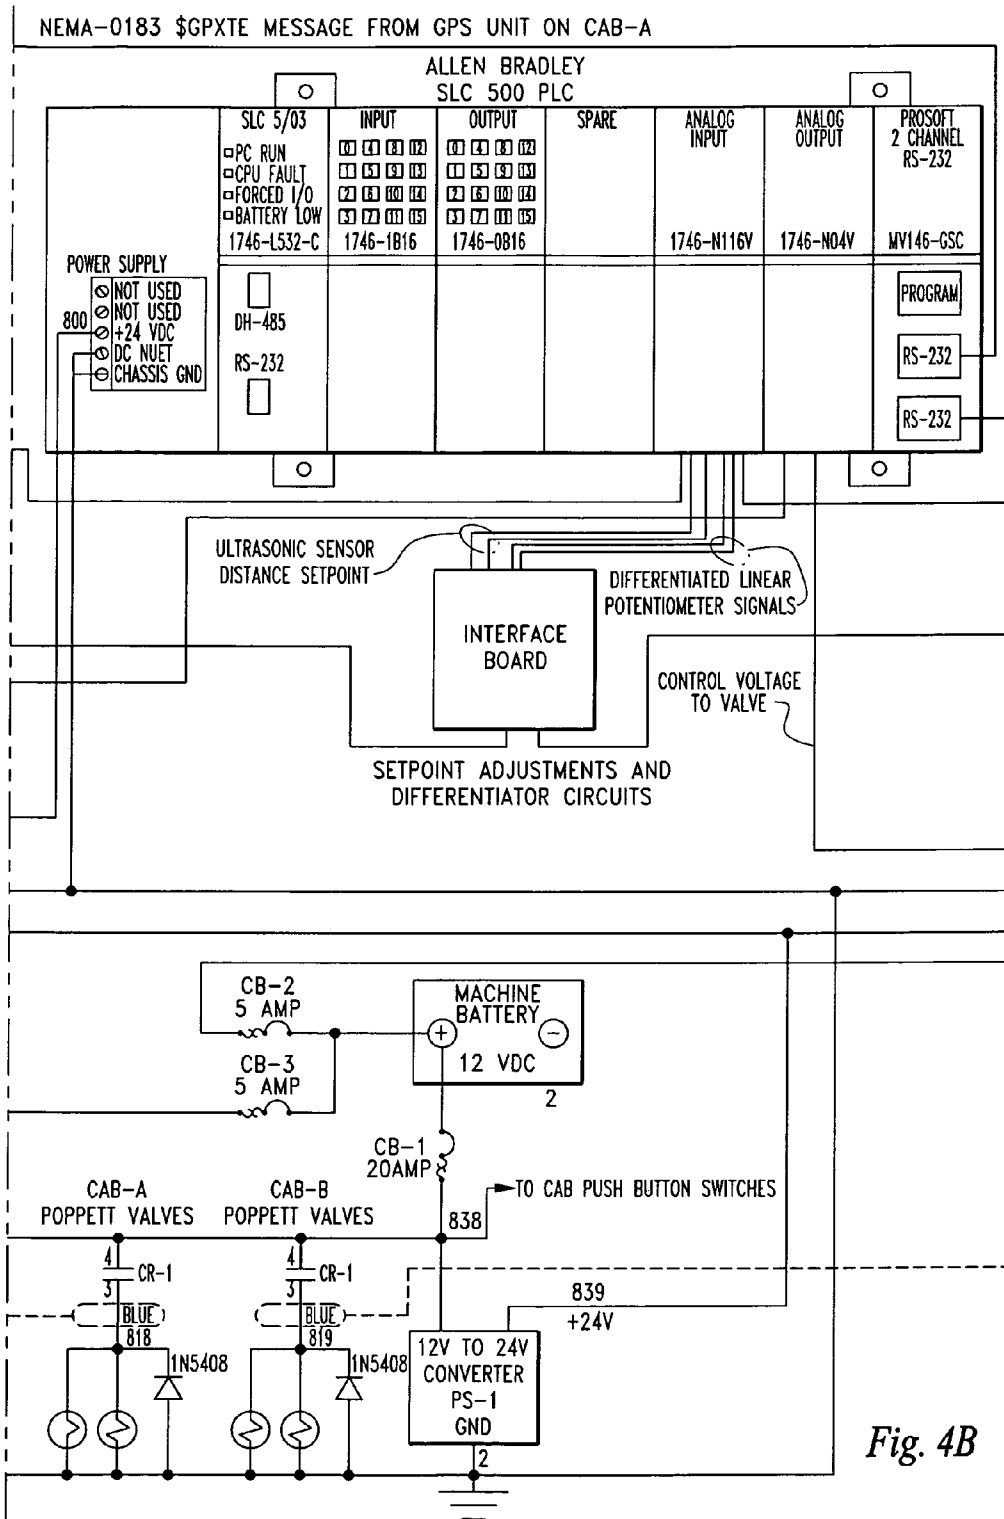 NEMA-0183 $GPXTE MESSAGE FROM GPS UNIT ON CAB-A
ALLEN BRADLEY
SLC 500 PLC
SLC 5/03
PC RUN
CPU FAULT
FORCED I/O
BATTERY LOW
1746-L532-C
INPUT
0 4 8 12
1 5 9 13
2 6 10 14
3 7 11 15
1746-1B16
OUTPUT
0 4 8 12
1 5 9 13
2 6 10 14
3 7 11 15
1746-0B16
SPARE
ANALOG
INPUT
1746-N116V
ANALOG
OUTPUT
1746-N04V
PROSOFT
2 CHANNEL
RS-232
MV146-GSC
POWER SUPPLY
NOT USED
NOT USED
800
+24 VDC
DC NUET
CHASSIS GND
DH-485
RS-232
PROGRAM
RS-232
RS-232
ULTRASONIC SENSOR
DISTANCE SETPOINT
DIFFERENTIATED LINEAR
POTENTIOMETER SIGNALS
INTERFACE
BOARD
CONTROL VOLTAGE
TO VALVE
SETPOINT ADJUSTMENTS AND
DIFFERENTIATOR CIRCUITS
CB-2
5 AMP
CB-3
5 AMP
MACHINE
BATTERY
+ −
12 VDC
2
CB-1
20AMP
TO CAB PUSH BUTTON SWITCHES
838
CAB-A
POPPETT VALVES
CAB-B
POPPETT VALVES
4
CR-1
3
BLUE
818
1N5408
4
CR-1
3
BLUE
819
1N5408
839
+24V
12V TO 24V
CONVERTER
PS-1
GND
2
Fig. 4B